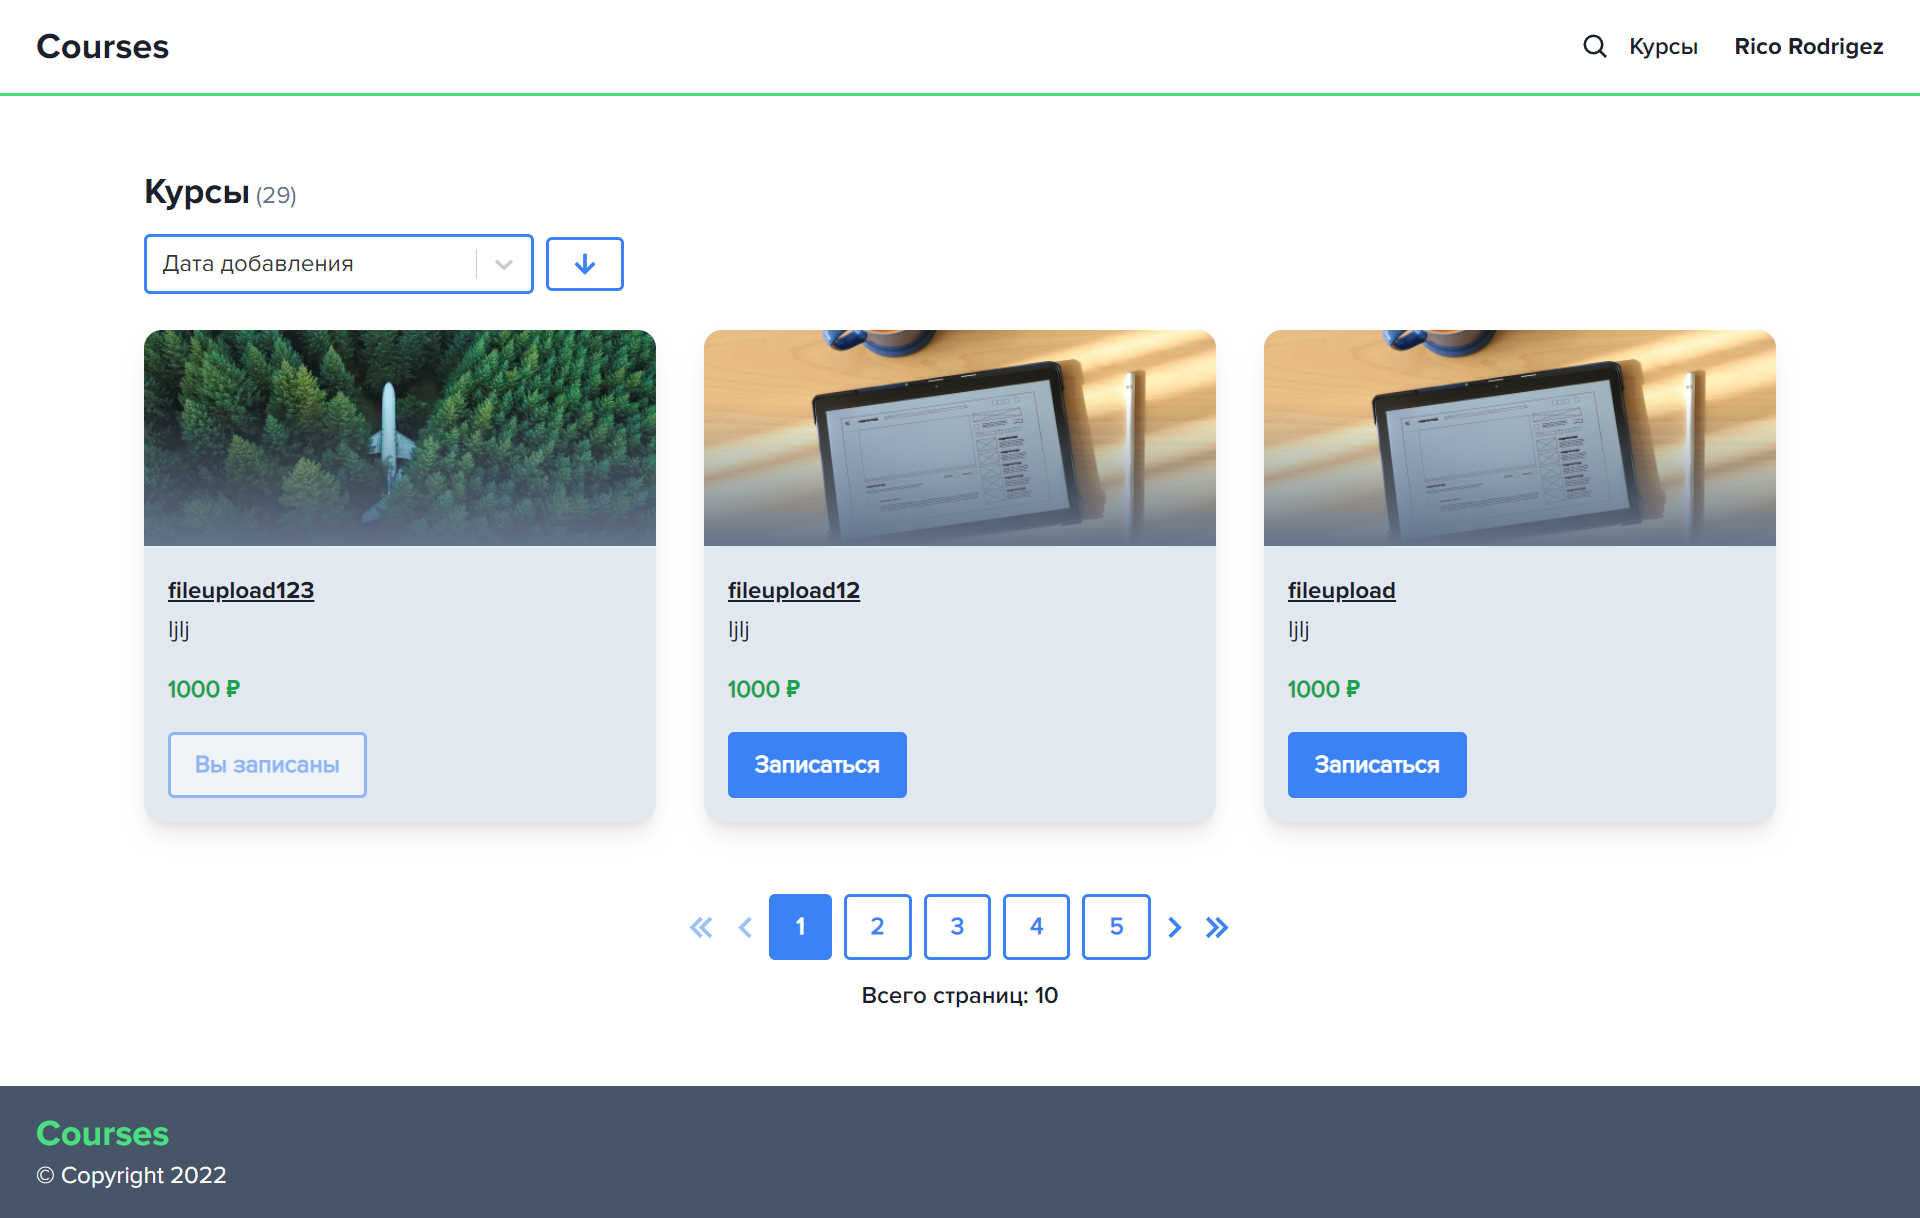 Courses
Курсы Rico Rodrigez
Курсы (29)
Дата добавления
fileupload123
ljlj
1000 ₽
Вы записаны
fileupload12
ljlj
1000 ₽
Записаться
fileupload
ljlj
1000 ₽
Записаться
1 2 3 4 5
Всего страниц: 10
Courses
© Copyright 2022